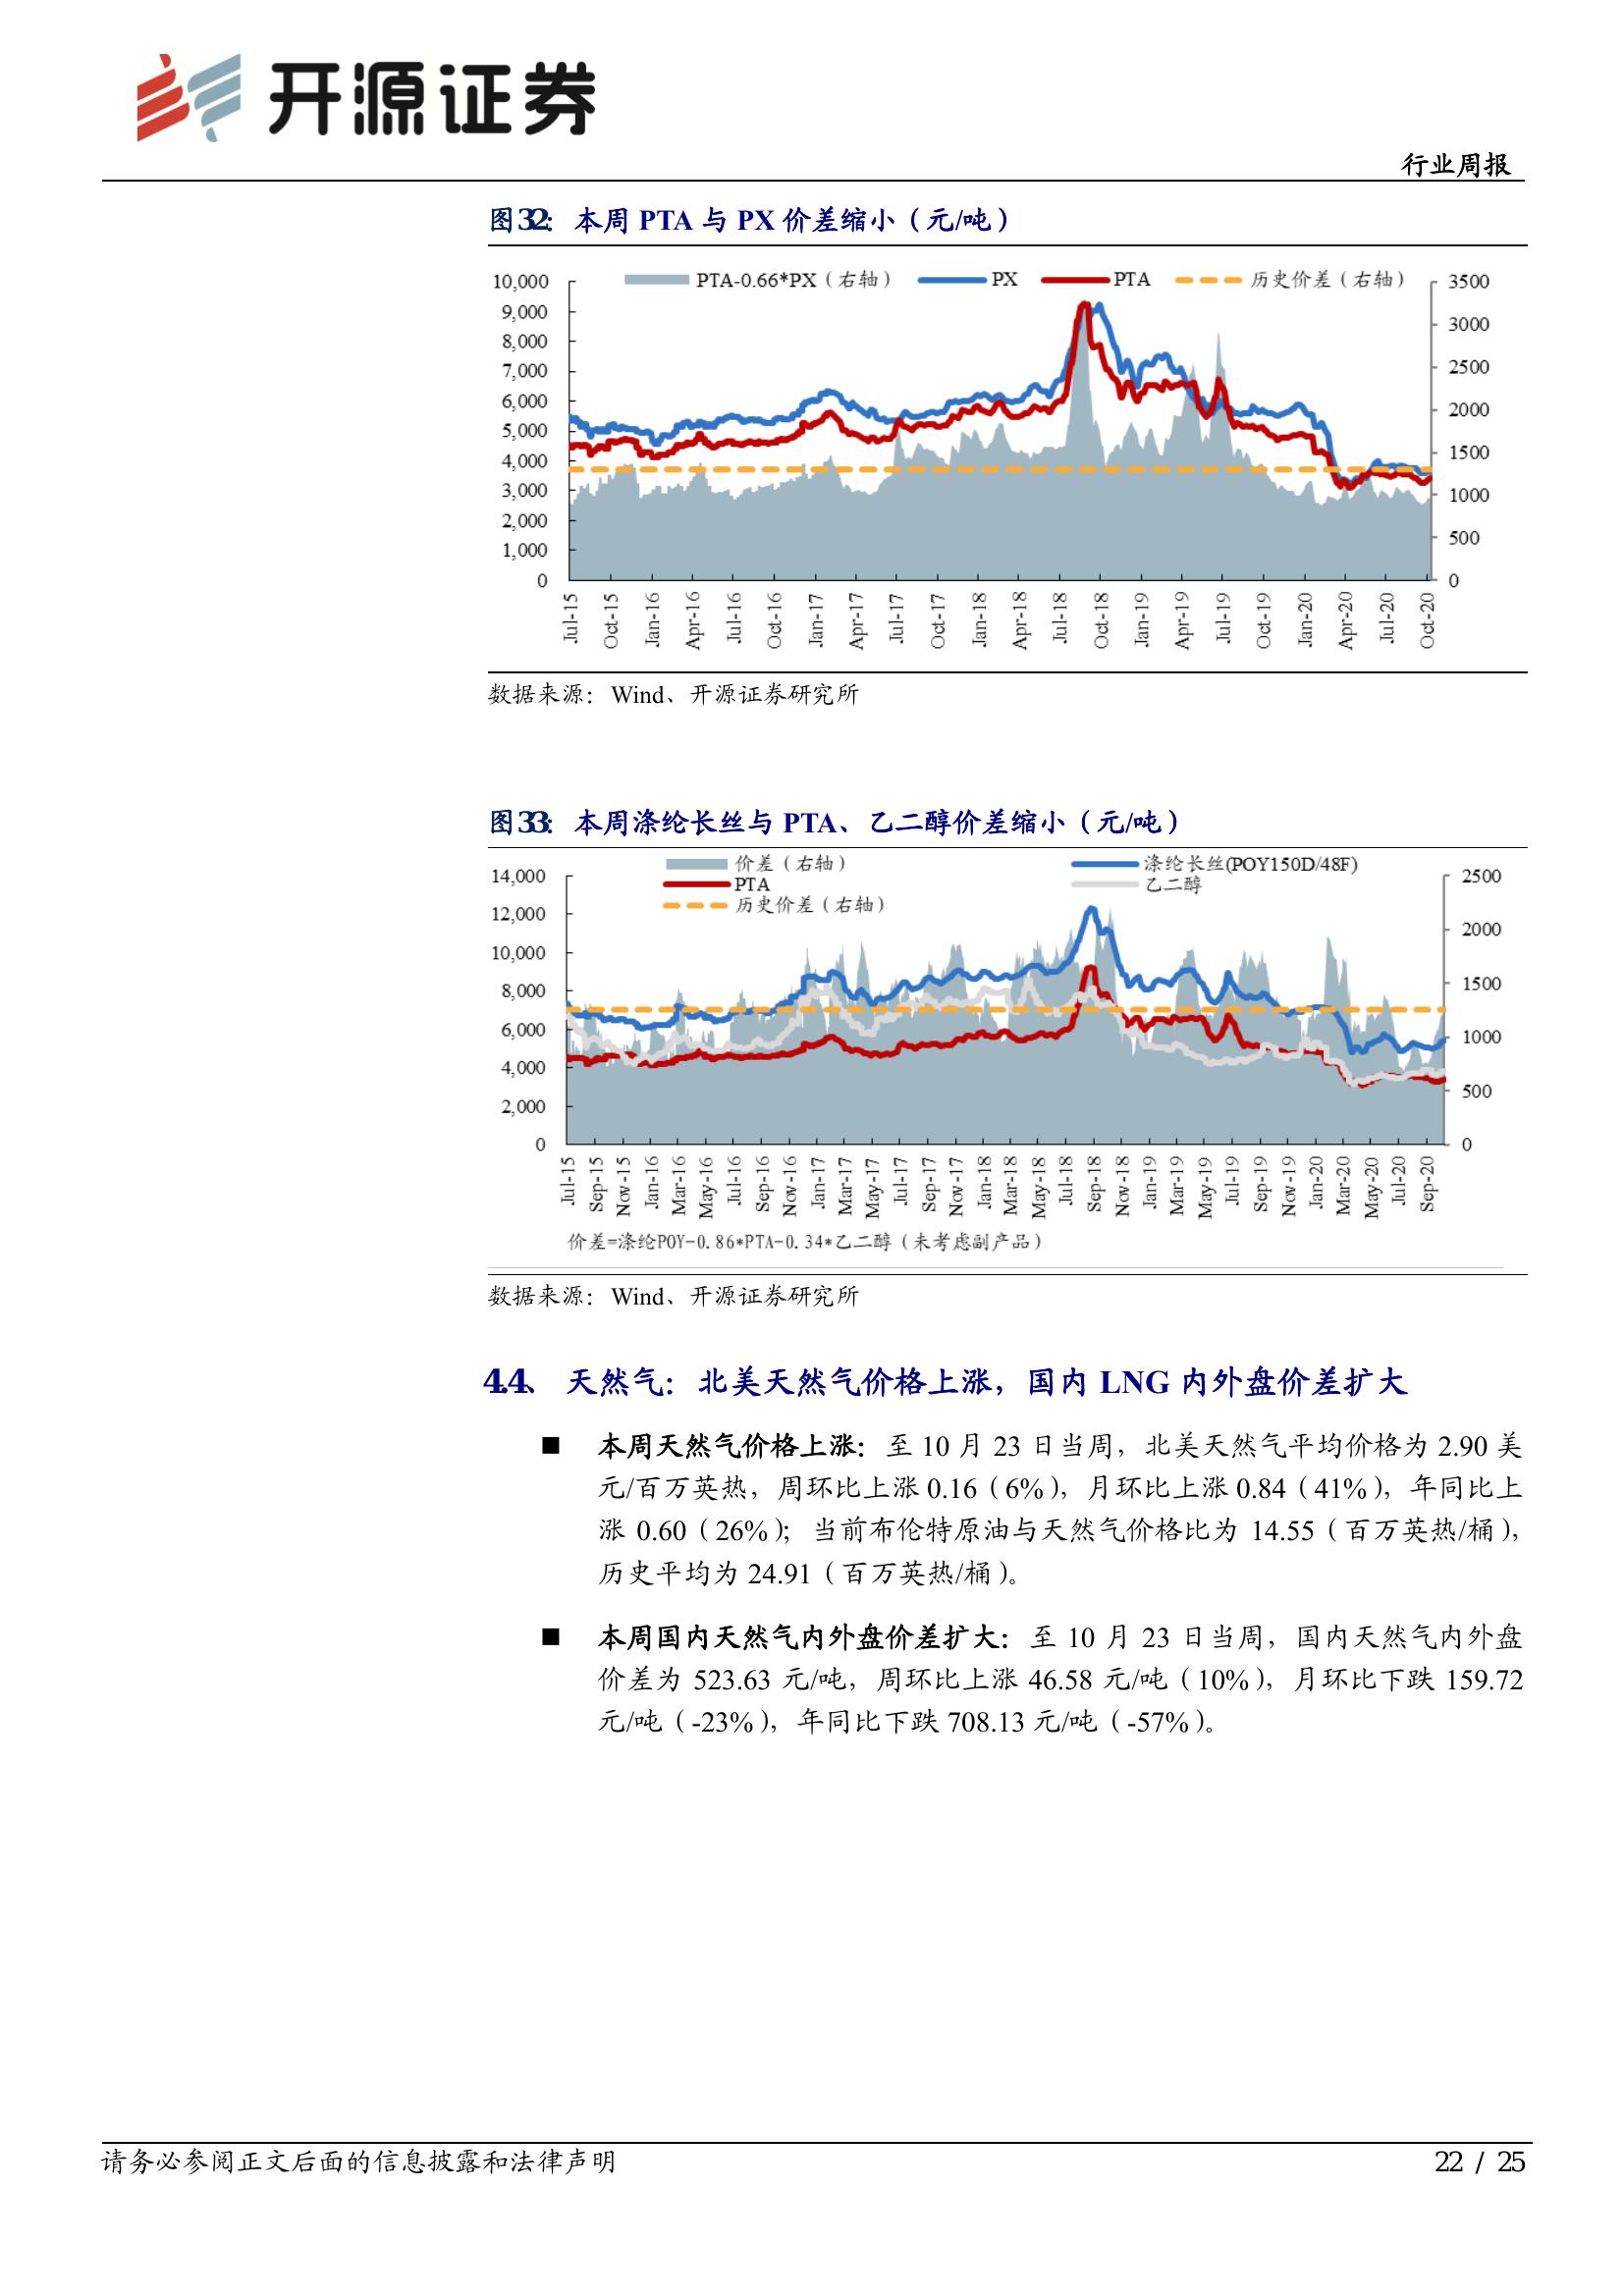 开源证券
行业周报
图32：本周 PTA 与 PX 价差缩小（元/吨）
PTA-0.66*PX（右轴） PX PTA 历史价差（右轴）
10,000
9,000
8,000
7,000
6,000
5,000
4,000
3,000
2,000
1,000
0
3500
3000
2500
2000
1500
1000
500
0
Jul-15 Oct-15 Jan-16 Apr-16 Jul-16 Oct-16 Jan-17 Apr-17 Jul-17 Oct-17 Jan-18 Apr-18 Jul-18 Oct-18 Jan-19 Apr-19 Jul-19 Oct-19 Jan-20 Apr-20 Jul-20 Oct-20
数据来源：Wind、开源证券研究所
图33：本周涤纶长丝与 PTA、乙二醇价差缩小（元/吨）
价差（右轴） 涤纶长丝(POY150D/48F)
PTA 乙二醇
历史价差（右轴）
14,000
12,000
10,000
8,000
6,000
4,000
2,000
0
2500
2000
1500
1000
500
0
Jul-15 Sep-15 Nov-15 Jan-16 Mar-16 May-16 Jul-16 Sep-16 Nov-16 Jan-17 Mar-17 May-17 Jul-17 Sep-17 Nov-17 Jan-18 Mar-18 May-18 Jul-18 Sep-18 Nov-18 Jan-19 Mar-19 May-19 Jul-19 Sep-19 Nov-19 Jan-20 Mar-20 May-20 Jul-20 Sep-20
价差=涤纶POY-0.86*PTA-0.34*乙二醇（未考虑副产品）
数据来源：Wind、开源证券研究所
4.4、 天然气：北美天然气价格上涨，国内 LNG 内外盘价差扩大
■ 本周天然气价格上涨：至 10 月 23 日当周，北美天然气平均价格为 2.90 美
元/百万英热，周环比上涨 0.16（6%），月环比上涨 0.84（41%），年同比上
涨 0.60（26%）；当前布伦特原油与天然气价格比为 14.55（百万英热/桶），
历史平均为 24.91（百万英热/桶）。
■ 本周国内天然气内外盘价差扩大：至 10 月 23 日当周，国内天然气内外盘
价差为 523.63 元/吨，周环比上涨 46.58 元/吨（10%），月环比下跌 159.72
元/吨（-23%），年同比下跌 708.13 元/吨（-57%）。
请务必参阅正文后面的信息披露和法律声明
22 / 25